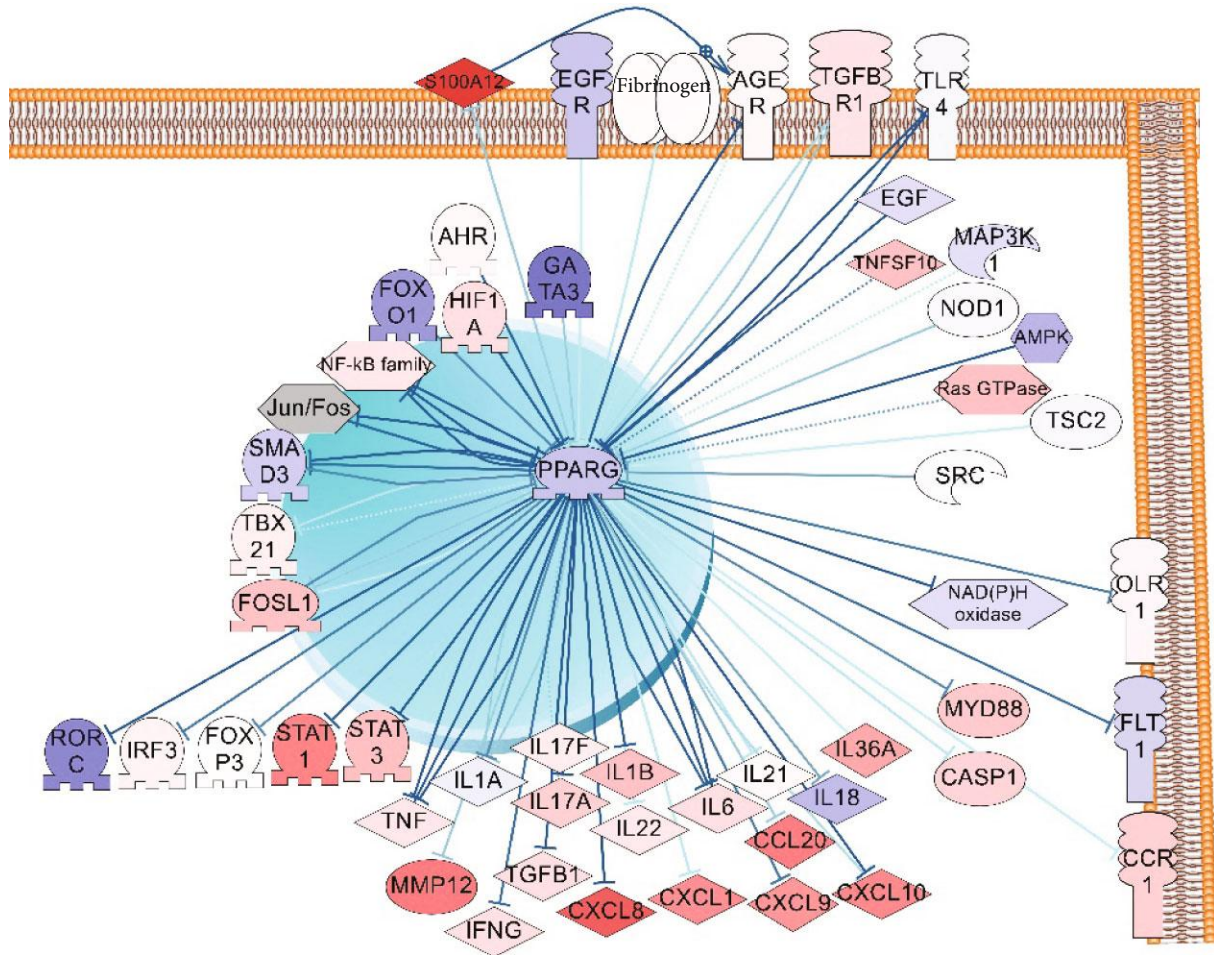 S100A12
EGF
R
Fibrinogen
AGE
R
TGFB
R1
TLR
4
EGF
AHR
MAP3K
1
TNFSF10
GA
TA3
FOX
O1
HIF1
A
NOD1
AMPK
NF-kB family
Ras GTPase
Jun/Fos
TSC2
SMA
D3
PPARG
SRC
TBX
21
OLR
1
NAD(P)H
oxidase
FOSL1
MYD88
FLT
1
ROR
C
IRF3
FOX
P3
STAT
1
STAT
3
IL17F
IL1A
IL1B
IL21
IL36A
CASP1
IL17A
IL6
IL18
TNF
IL22
CCL20
CCR
1
TGFB1
MMP12
CXCL8
CXCL1
CXCL9
CXCL10
IFNG